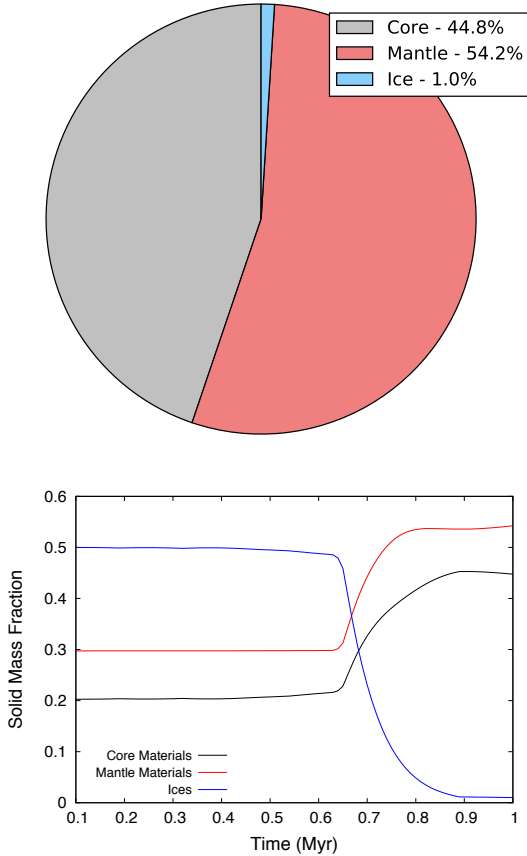 Core - 44.8%
Mantle - 54.2%
Ice - 1.0%
0.6
0.5
0.4
0.3
0.2
0.1
0
Solid Mass Fraction
Core Materials
Mantle Materials
Ices
0.1 0.2 0.3 0.4 0.5 0.6 0.7 0.8 0.9 1
Time (Myr)